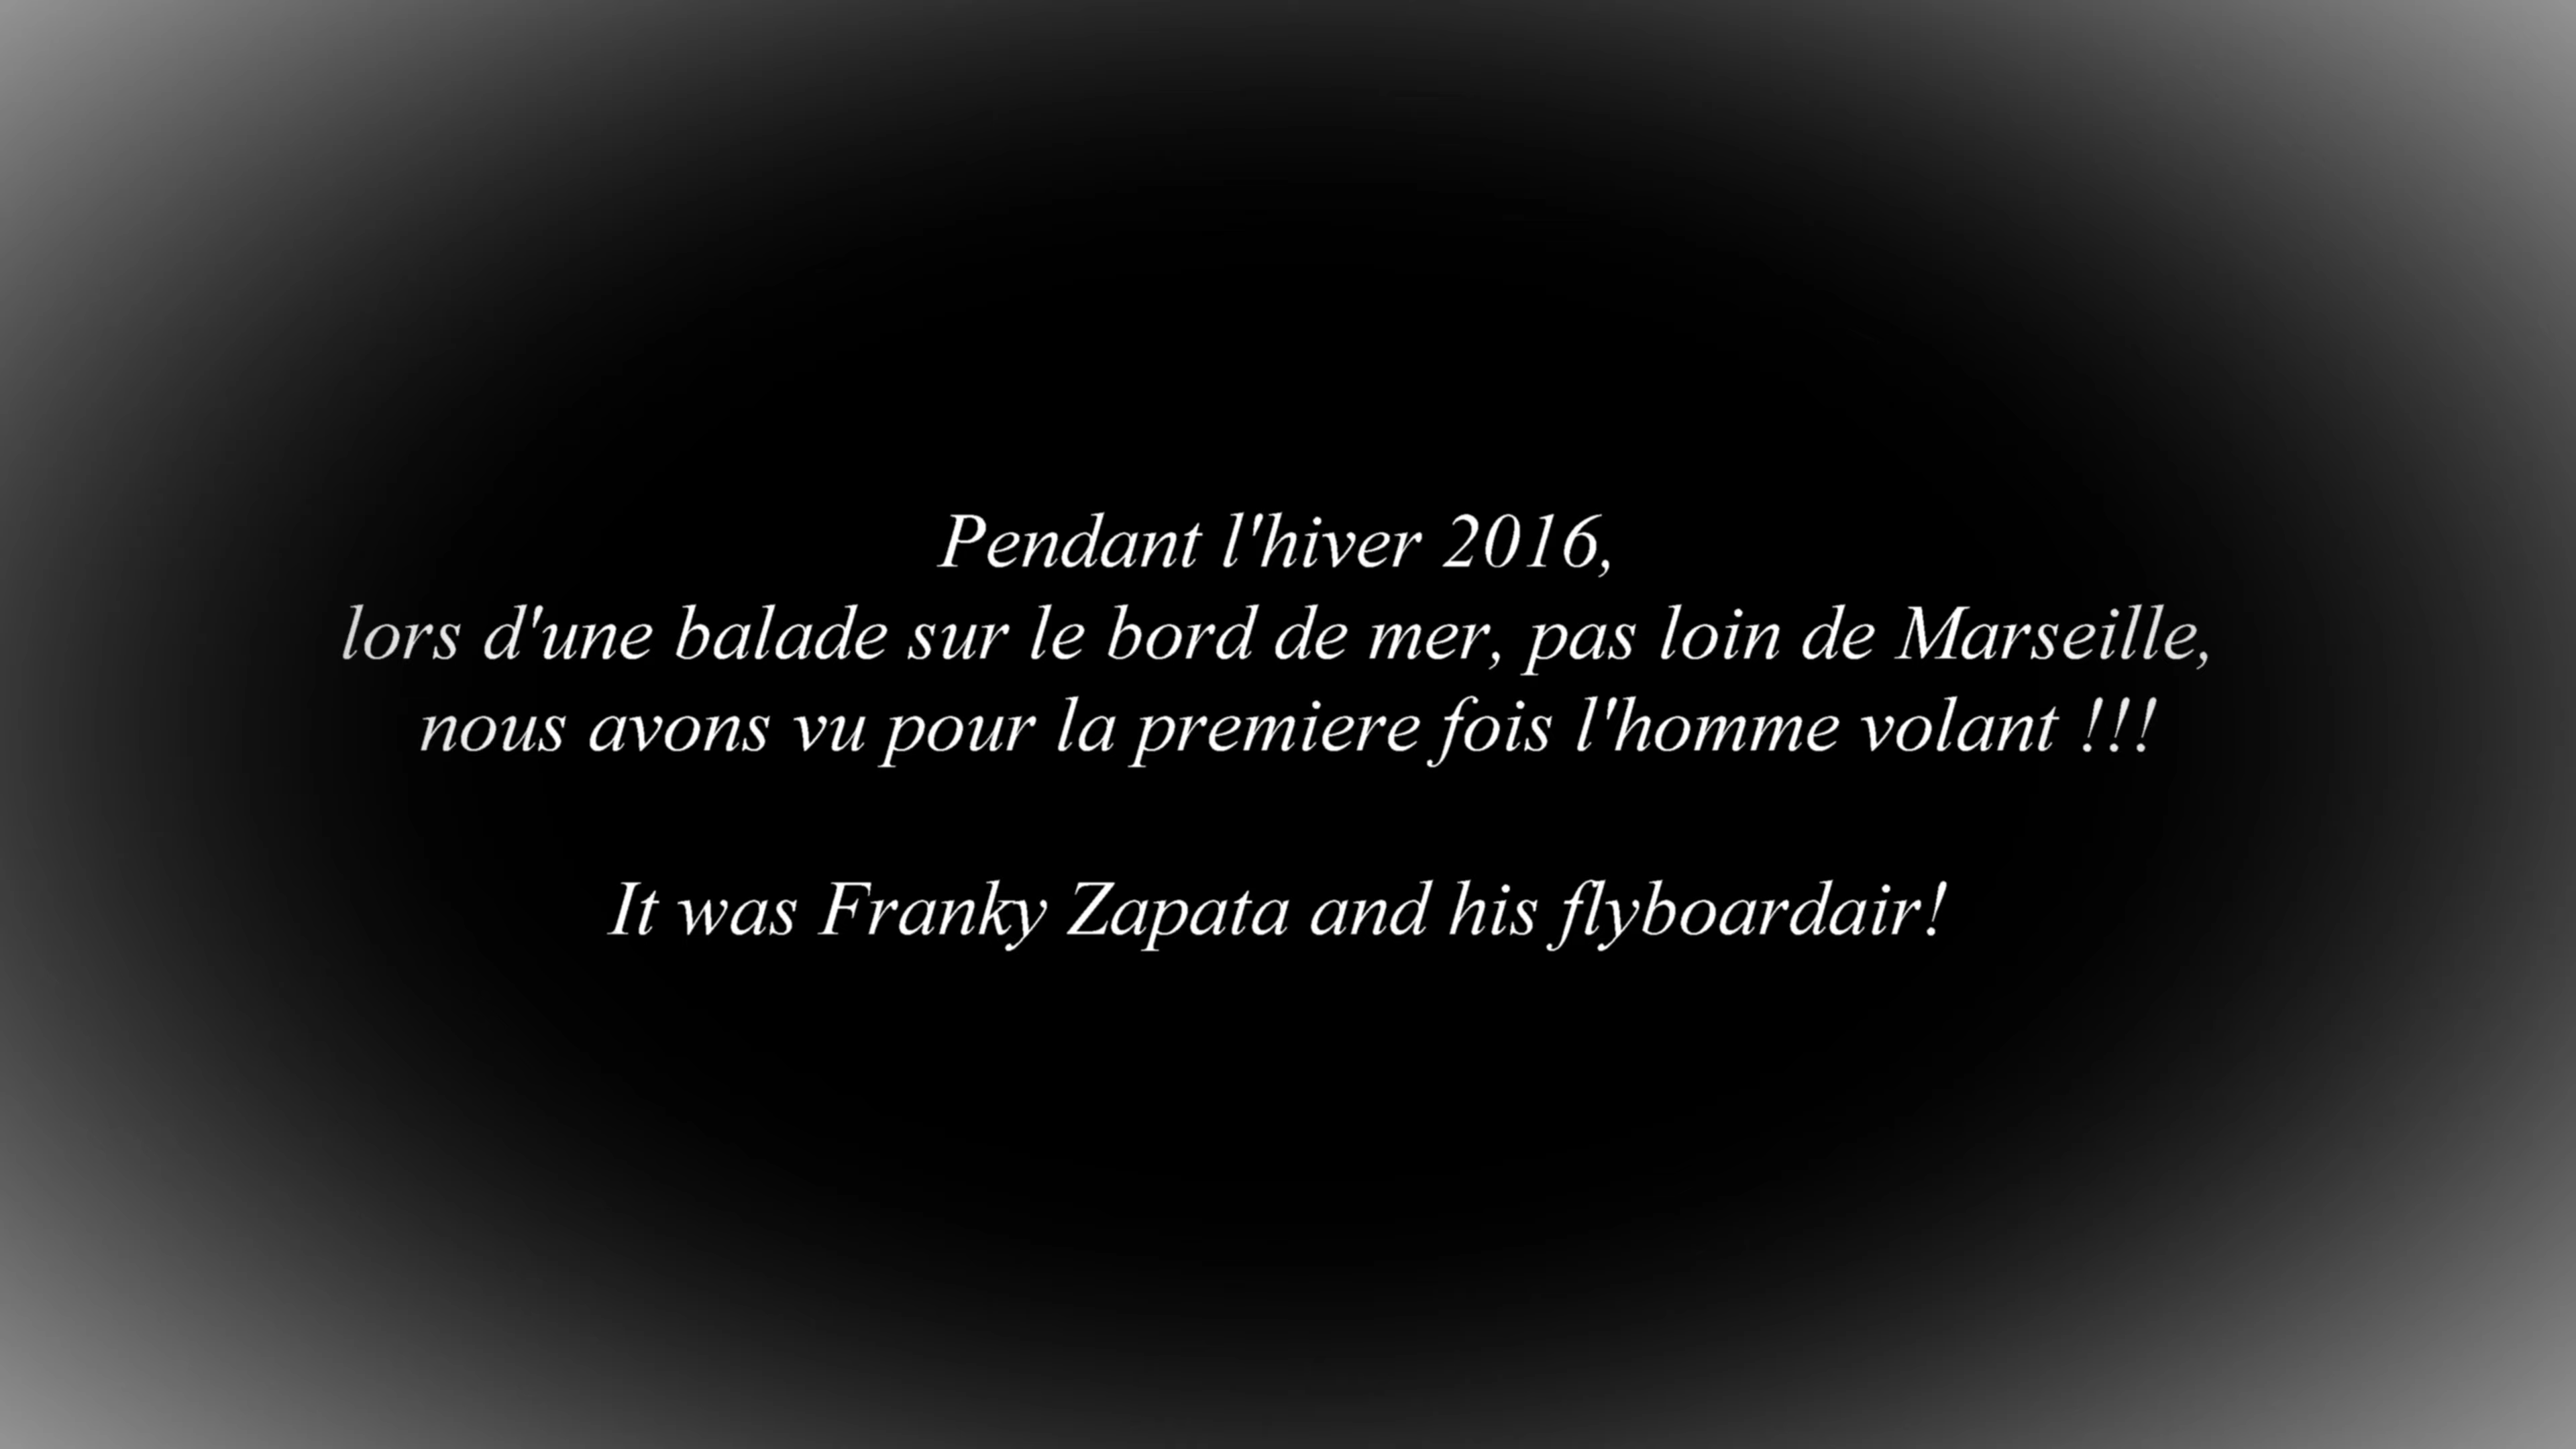 Pendant l'hiver 2016,
lors d'une balade sur le bord de mer, pas loin de Marseille,
nous avons vu pour la premiere fois l'homme volant !!!
It was Franky Zapata and his flyboardair!